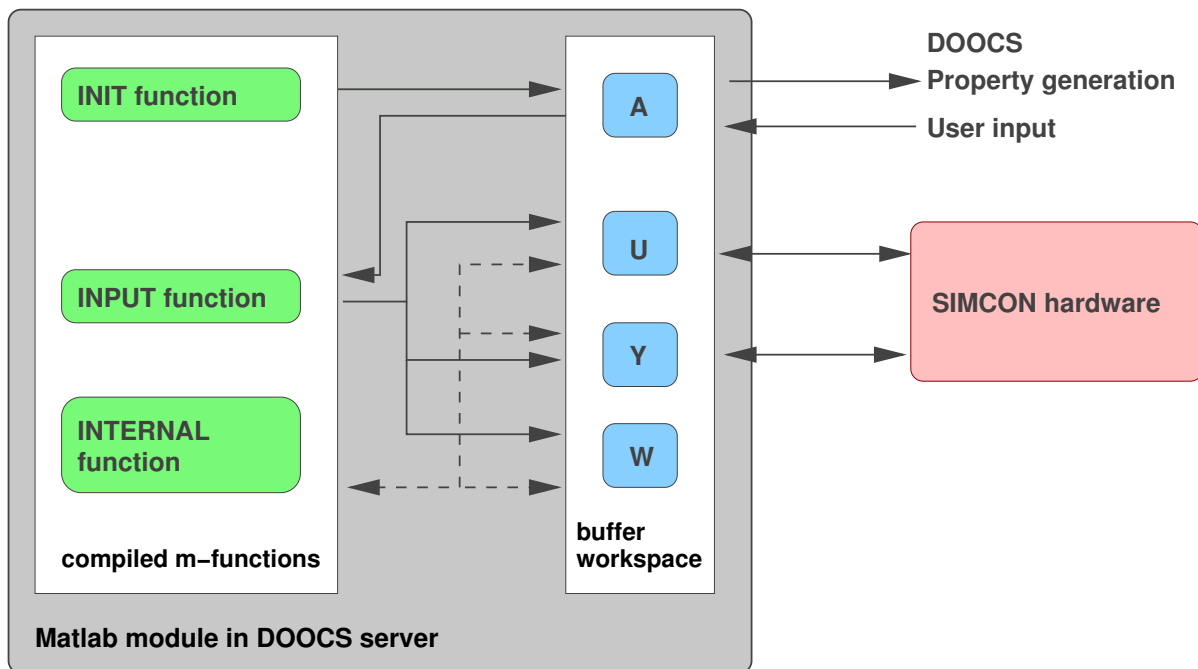 INIT function
INPUT function
INTERNAL
function
compiled m−functions
A
U
Y
W
buffer
workspace
Matlab module in DOOCS server
DOOCS
Property generation
User input
SIMCON hardware